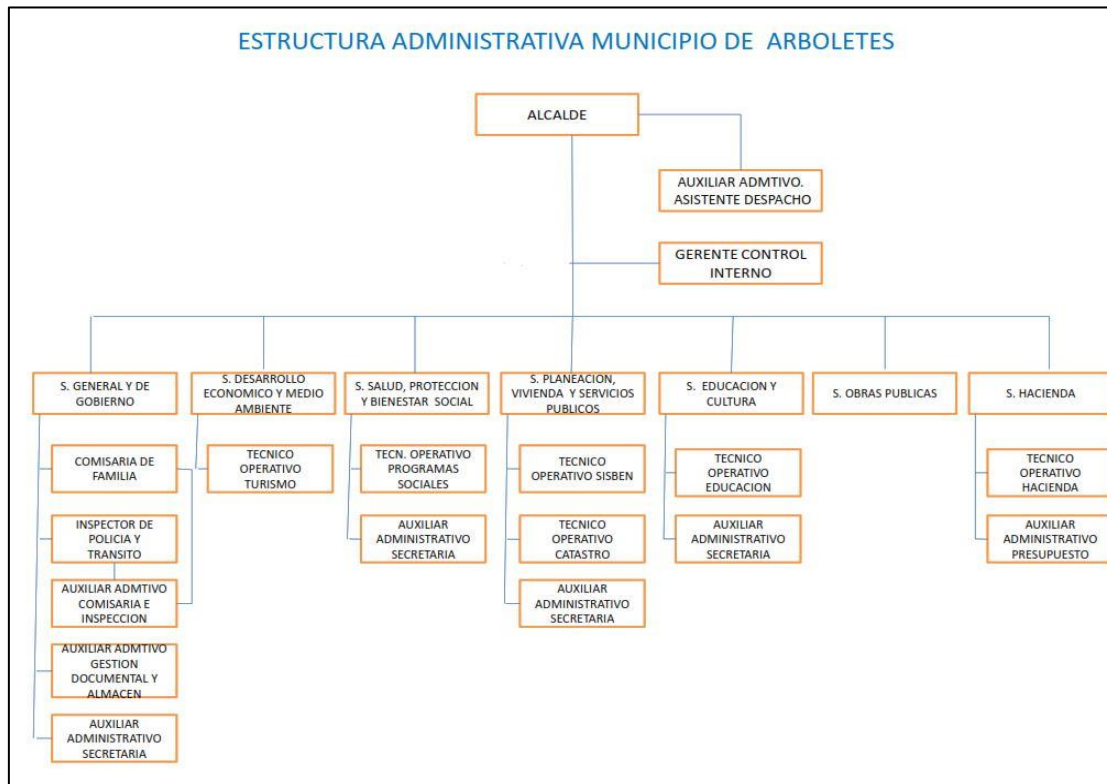 ESTRUCTURA ADMINISTRATIVA MUNICIPIO DE ARBOLETES
ALCALDE
AUXILIAR ADMTIVO.
ASISTENTE DESPACHO
GERENTE CONTROL
INTERNO
S. GENERAL Y DE
GOBIERNO
COMISARIA DE
FAMILIA
INSPECTOR DE
POLICIA Y
TRANSITO
AUXILIAR ADMTIVO
COMISARIA E
INSPECCION
AUXILIAR ADMTIVO
GESTION
DOCUMENTAL Y
ALMACEN
AUXILIAR
ADMINISTRATIVO
SECRETARIA
S. DESARROLLO
ECONOMICO Y MEDIO
AMBIENTE
TECNICO
OPERATIVO
TURISMO
S. SALUD, PROTECCION
Y BIENESTAR SOCIAL
TECN. OPERATIVO
PROGRAMAS
SOCIALES
AUXILIAR
ADMINISTRATIVO
SECRETARIA
S. PLANEACION,
VIVIENDA Y SERVICIOS
PUBLICOS
TECNICO
OPERATIVO SISBEN
TECNICO
OPERATIVO
CATASTRO
AUXILIAR
ADMINISTRATIVO
SECRETARIA
S. EDUCACION Y
CULTURA
TECNICO
OPERATIVO
EDUCACION
AUXILIAR
ADMINISTRATIVO
SECRETARIA
S. OBRAS PUBLICAS
S. HACIENDA
TECNICO
OPERATIVO
HACIENDA
AUXILIAR
ADMINISTRATIVO
PRESUPUESTO